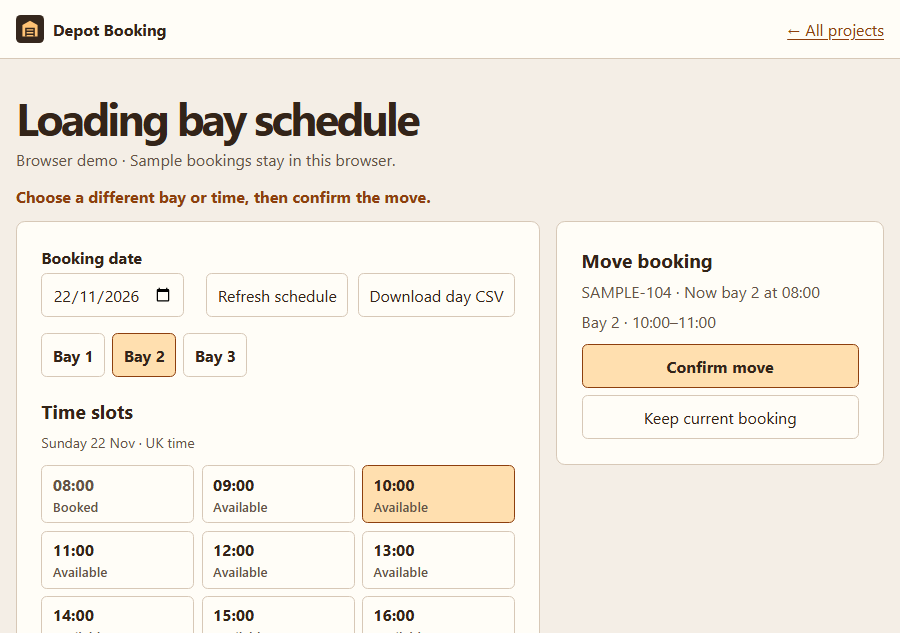 Depot Booking
← All projects
Loading bay schedule
Browser demo · Sample bookings stay in this browser.
Choose a different bay or time, then confirm the move.
Booking date
22/11/2026
Refresh schedule
Download day CSV
Bay 1
Bay 2
Bay 3
Time slots
Sunday 22 Nov · UK time
08:00
Booked
09:00
Available
10:00
Available
11:00
Available
12:00
Available
13:00
Available
14:00
15:00
16:00
Move booking
SAMPLE-104 · Now bay 2 at 08:00
Bay 2 · 10:00–11:00
Confirm move
Keep current booking